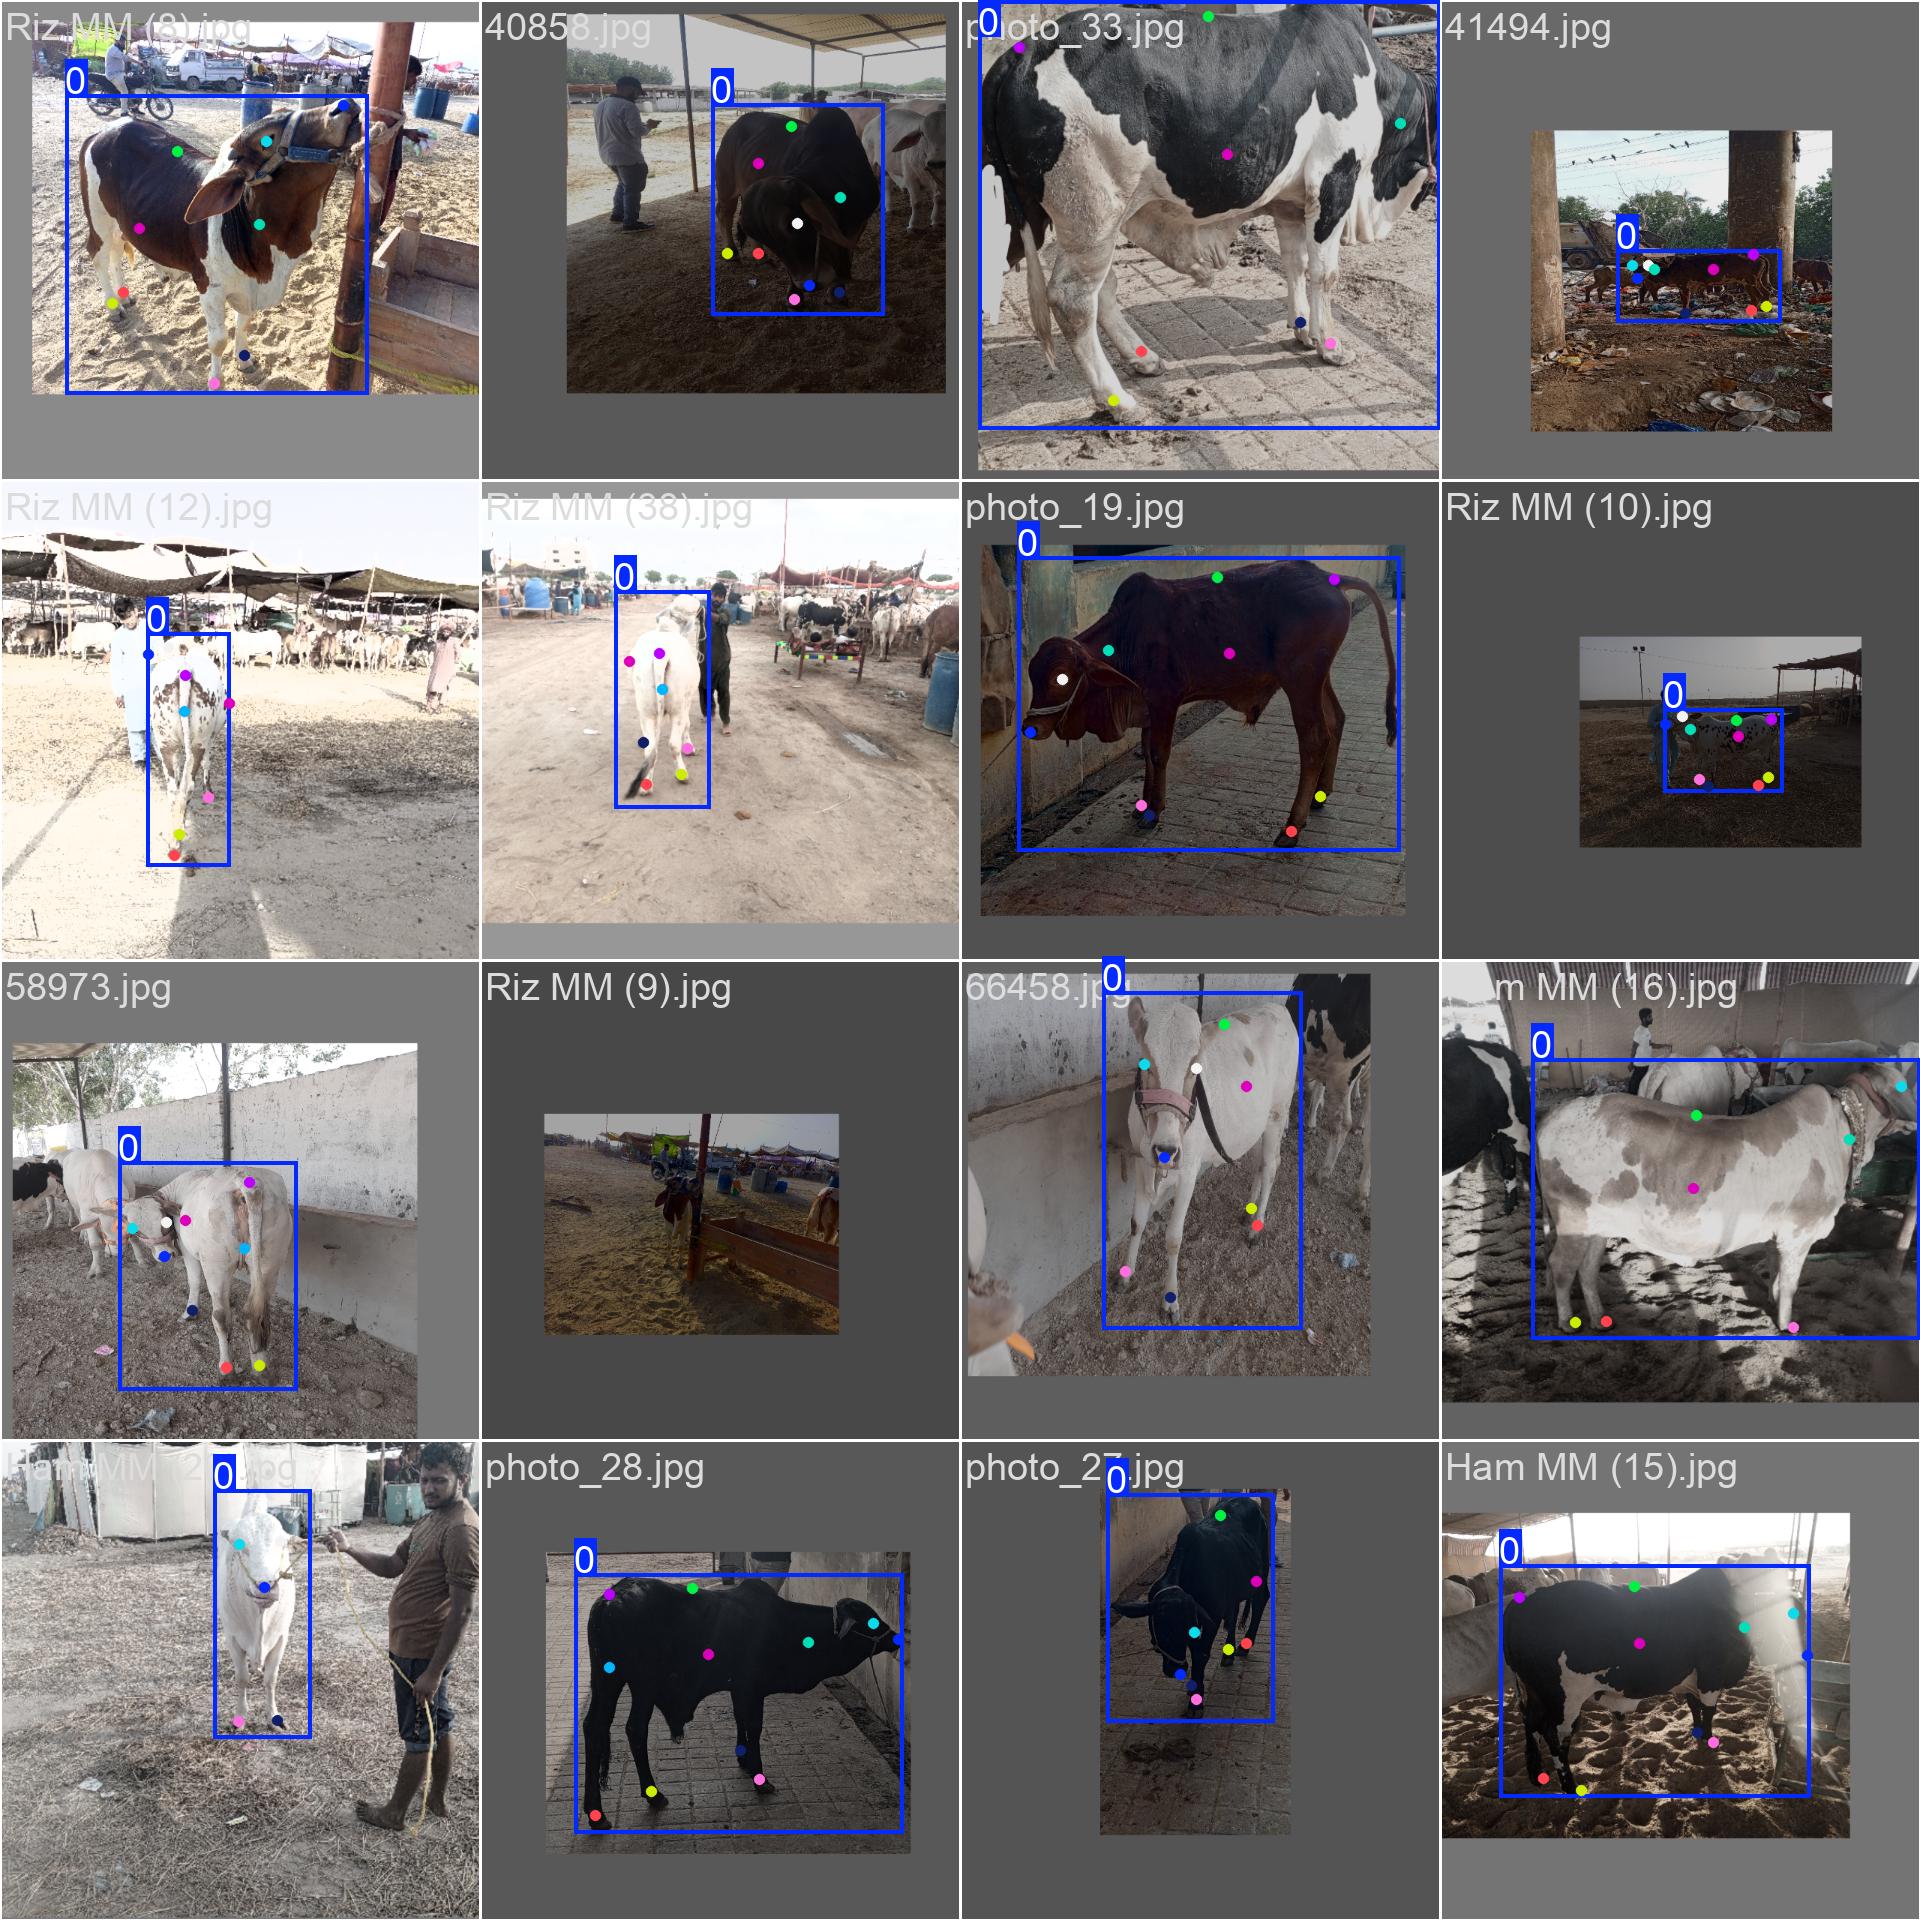 Riz MM (8).jpg
40858.jpg
photo_33.jpg
41494.jpg
0
0
0
0
Riz MM (12).jpg
Riz MM (38).jpg
photo_19.jpg
Riz MM (10).jpg
0
0
0
0
58973.jpg
Riz MM (9).jpg
66458.jpg
m MM (16).jpg
0
0
0
Ham MM (2 .jpg
photo_28.jpg
photo_27.jpg
Ham MM (15).jpg
0
0
0
0